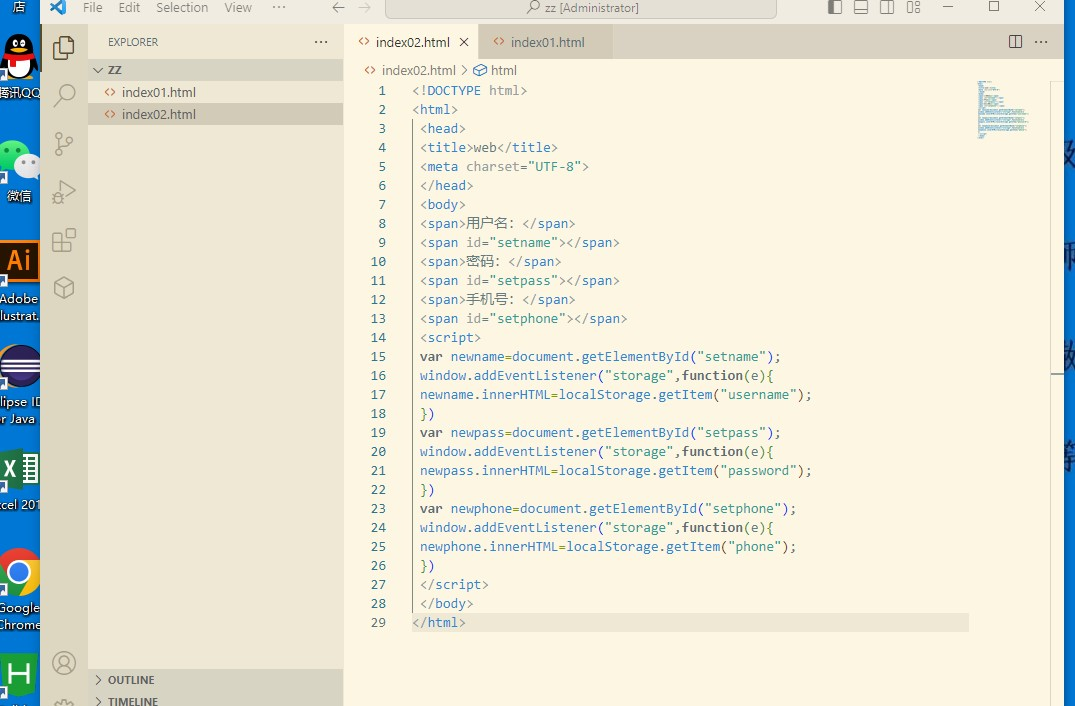 店
File Edit Selection View ···
zz [Administrator]
腾讯QQ
微信
Ai
Adobe
llustrat.
lipse ID
r Java
X
xcel 201
Google
Chrome
H
EXPLORER ···
ZZ
index01.html
index02.html
OUTLINE
TIMELINE
index02.html
index01.html
index02.html > html
1 <!DOCTYPE html>
2 <html>
3 <head>
4 <title>web</title>
5 <meta charset="UTF-8">
6 </head>
7 <body>
8 <span>用户名：</span>
9 <span id="setname"></span>
10 <span>密码：</span>
11 <span id="setpass"></span>
12 <span>手机号：</span>
13 <span id="setphone"></span>
14 <script>
15 var newname=document.getElementById("setname");
16 window.addEventListener("storage",function(e){
17 newname.innerHTML=localStorage.getItem("username");
18 })
19 var newpass=document.getElementById("setpass");
20 window.addEventListener("storage",function(e){
21 newpass.innerHTML=localStorage.getItem("password");
22 })
23 var newphone=document.getElementById("setphone");
24 window.addEventListener("storage",function(e){
25 newphone.innerHTML=localStorage.getItem("phone");
26 })
27 </script>
28 </body>
29 </html>